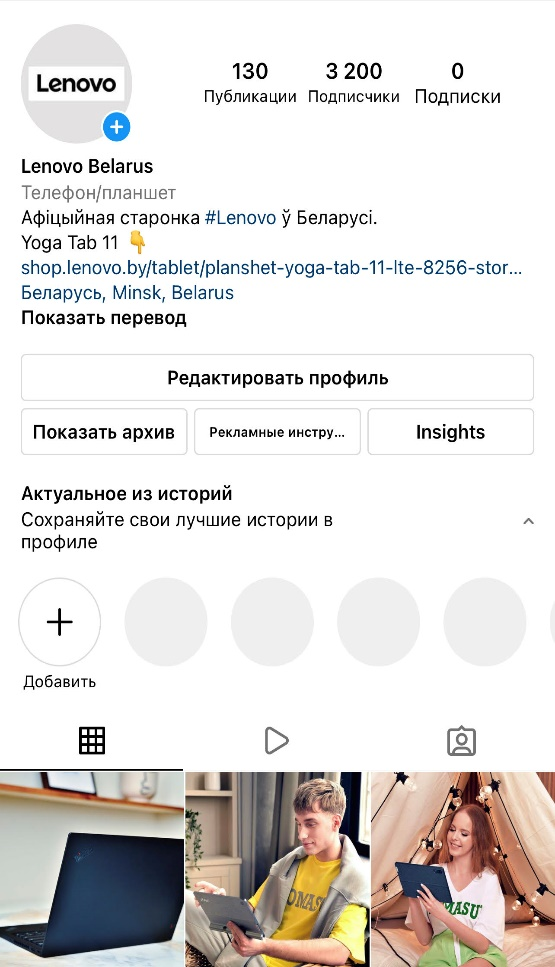 Lenovo
130
3 200
0
Публикации
Подписчики
Подписки
Lenovo Belarus
Телефон/планшет
Афіцыйная старонка #Lenovo ў Беларусі.
Yoga Tab 11 👇
shop.lenovo.by/tablet/planshet-yoga-tab-11-lte-8256-stor...
Беларусь, Minsk, Belarus
Показать перевод
Редактировать профиль
Показать архив
Рекламные инстру...
Insights
Актуальное из историй
Сохраняйте свои лучшие истории в
профиле
Добавить